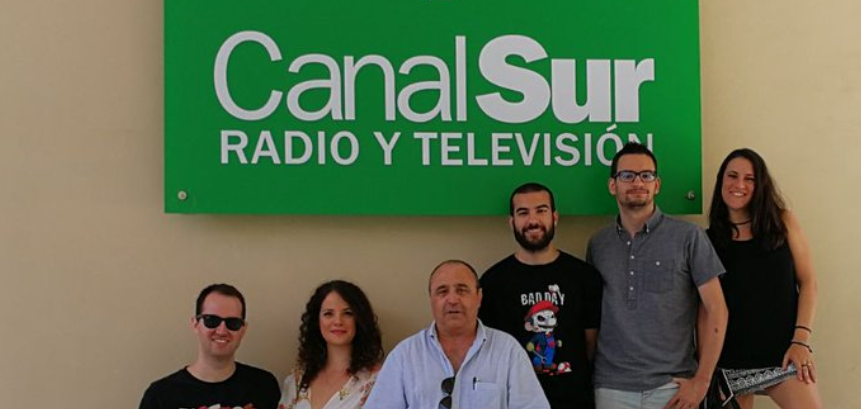 CanalSur
RADIO Y TELEVISIÓN
BAD DAY